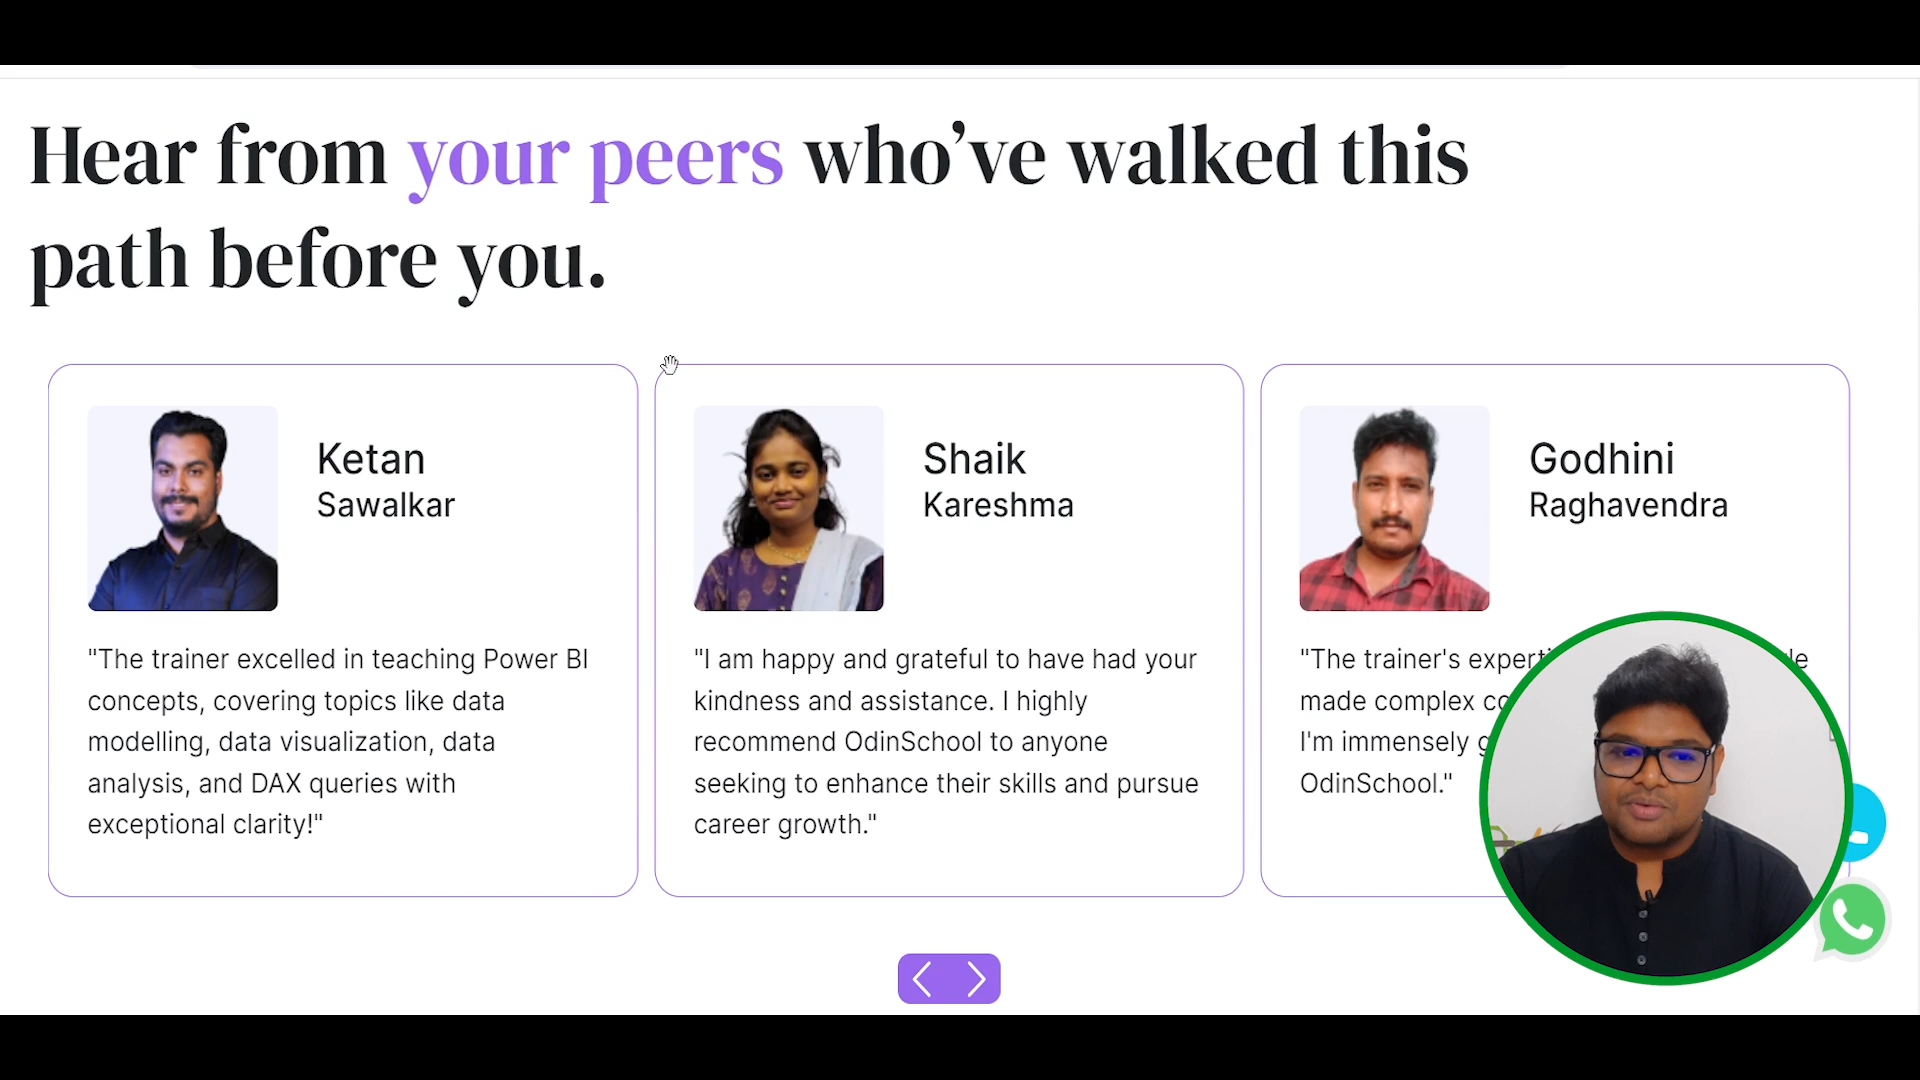 Hear from your peers who’ve walked this
path before you.
Ketan
Sawalkar
"The trainer excelled in teaching Power BI
concepts, covering topics like data
modelling, data visualization, data
analysis, and DAX queries with
exceptional clarity!"
Shaik
Kareshma
"I am happy and grateful to have had your
kindness and assistance. I highly
recommend OdinSchool to anyone
seeking to enhance their skills and pursue
career growth."
Godhini
Raghavendra
"The trainer's
made complex
I'm immensely
OdinSchool."